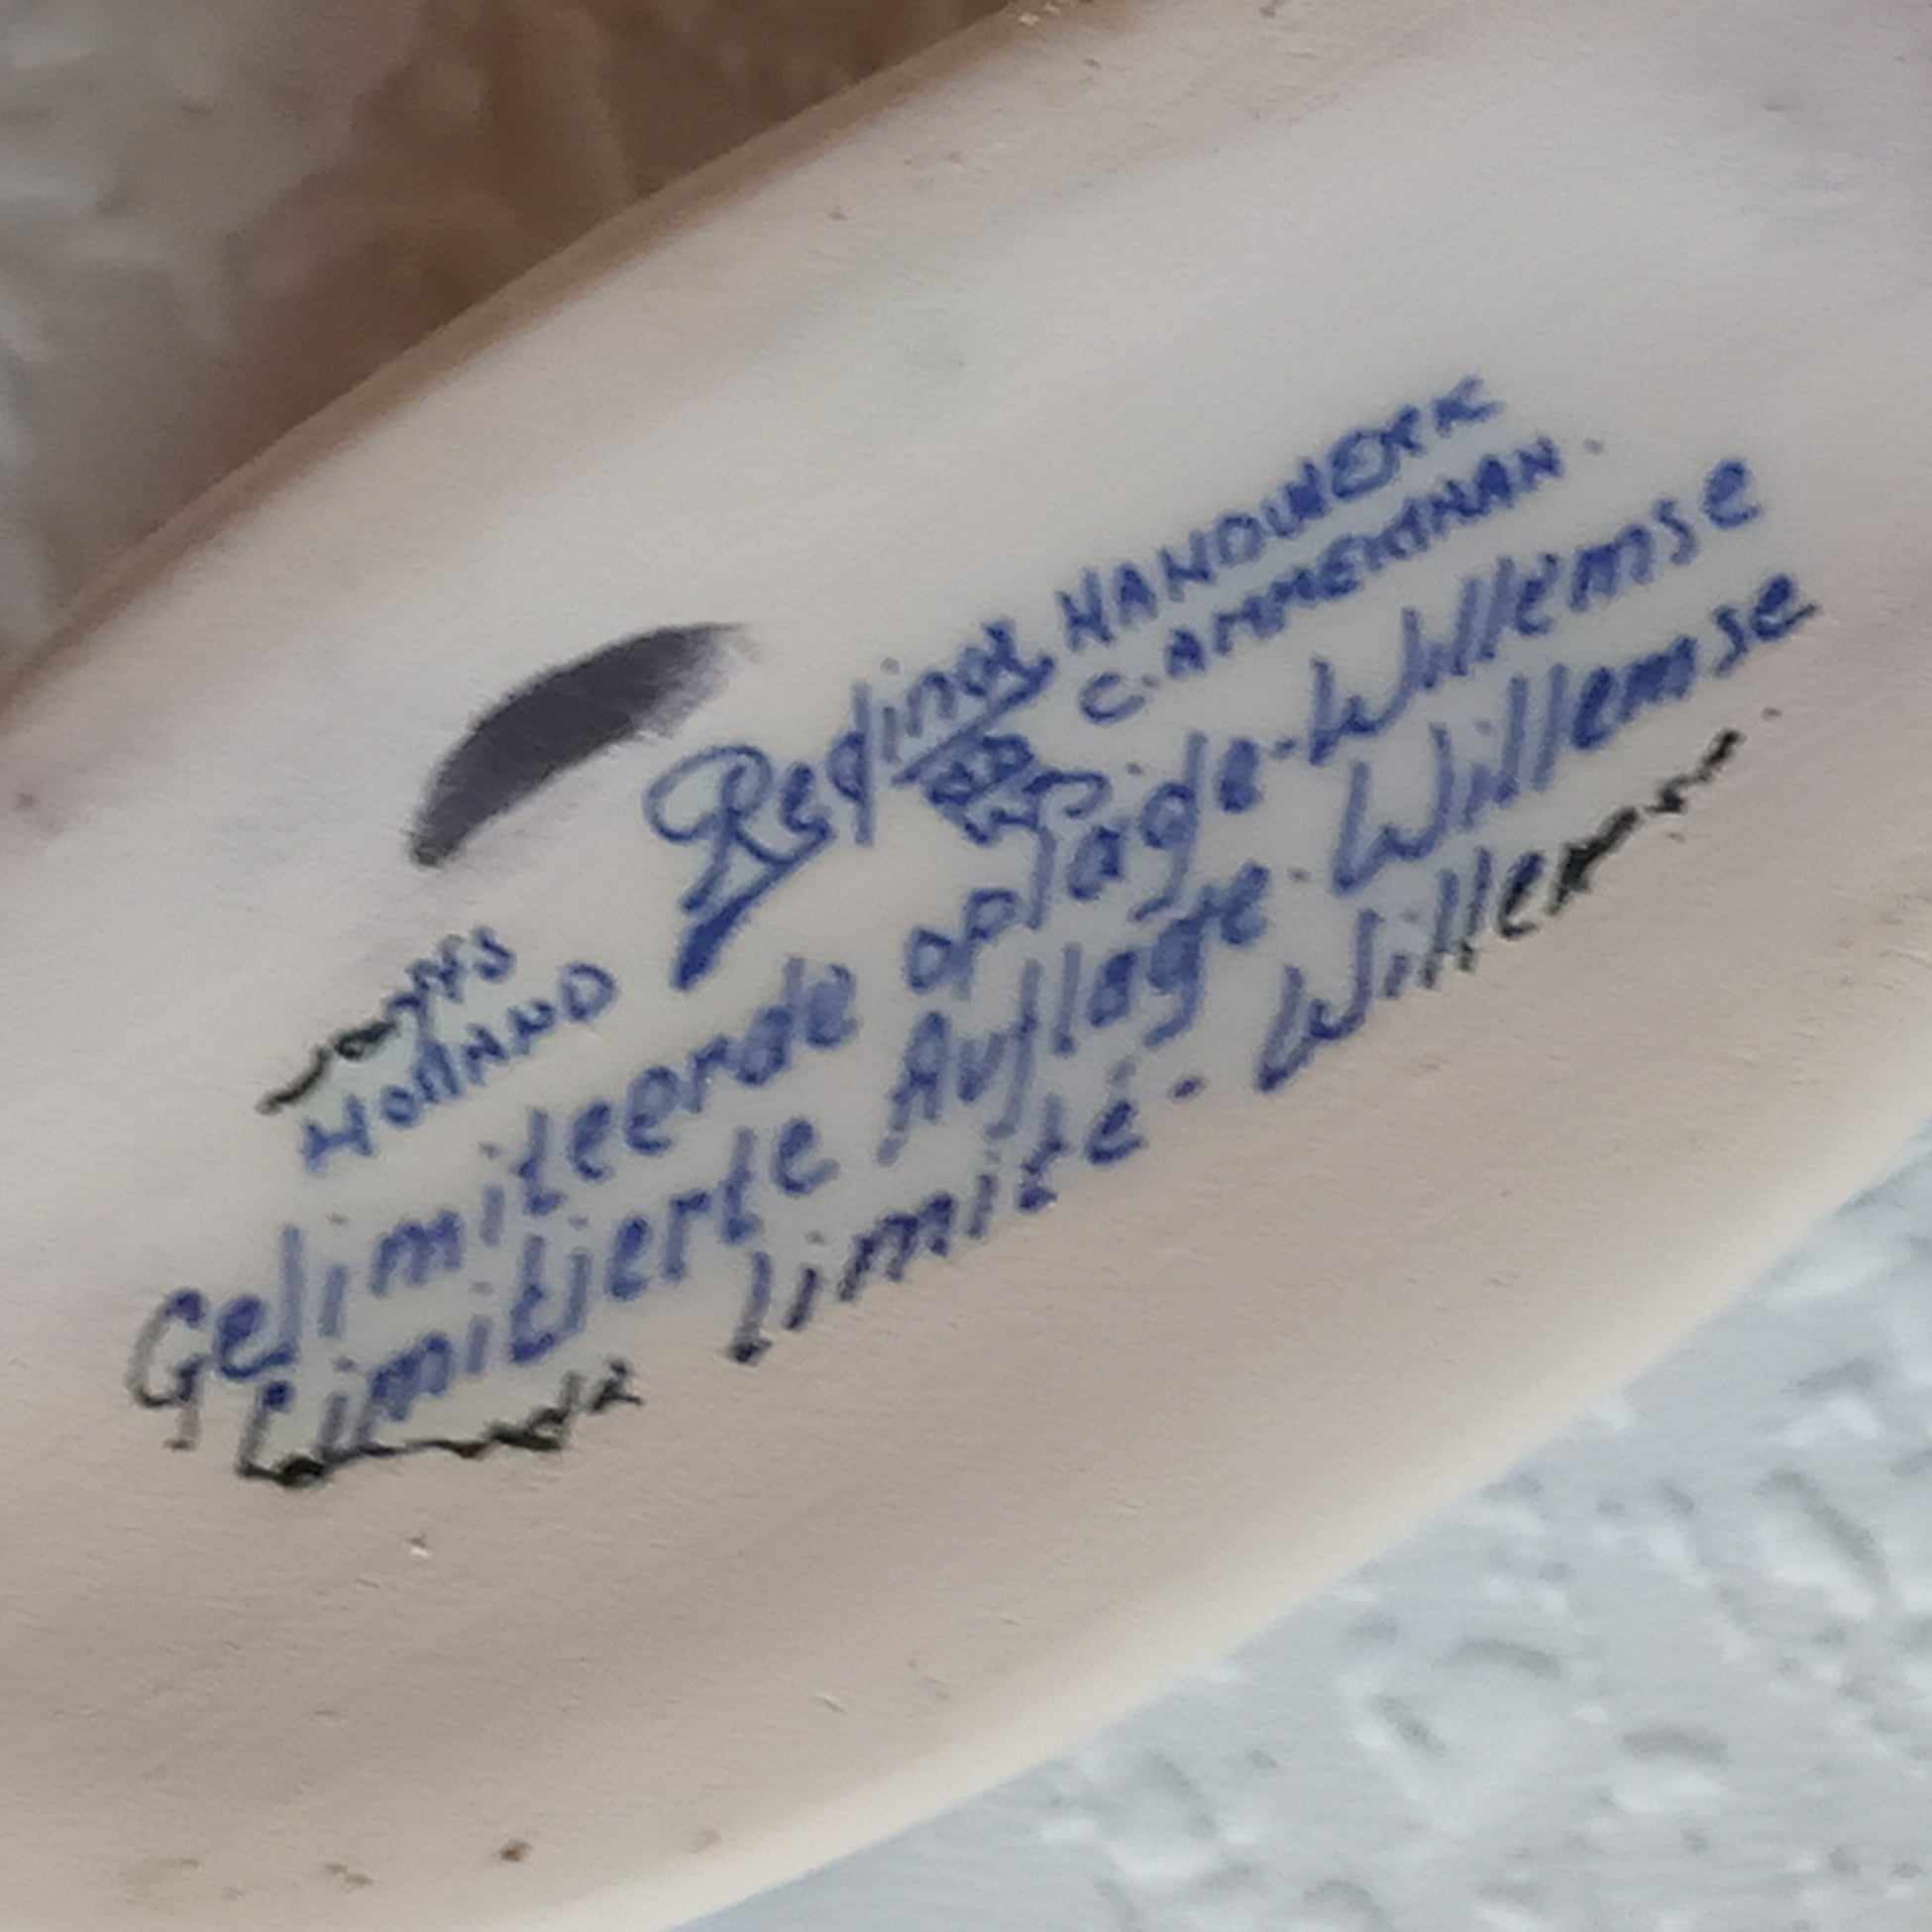 Regina HANDWERK
C. AMMERMAN.
HOllAND
Gelimiteerde oplage-Willemse
Limitierte Auflage-Willemse
limité-Willemse